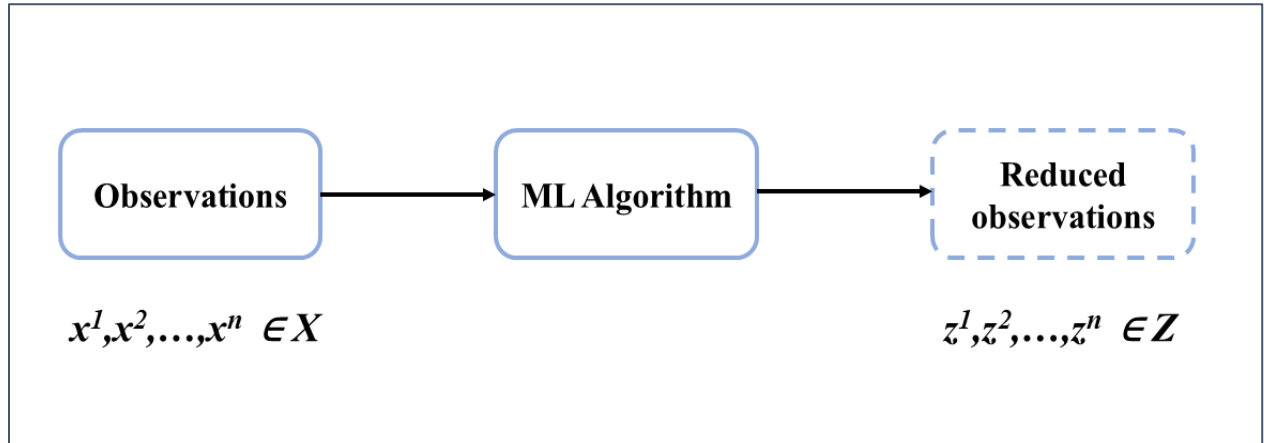 Observations
ML Algorithm
Reduced
observations
x¹,x²,…,xⁿ ∈X
z¹,z²,…,zⁿ ∈Z